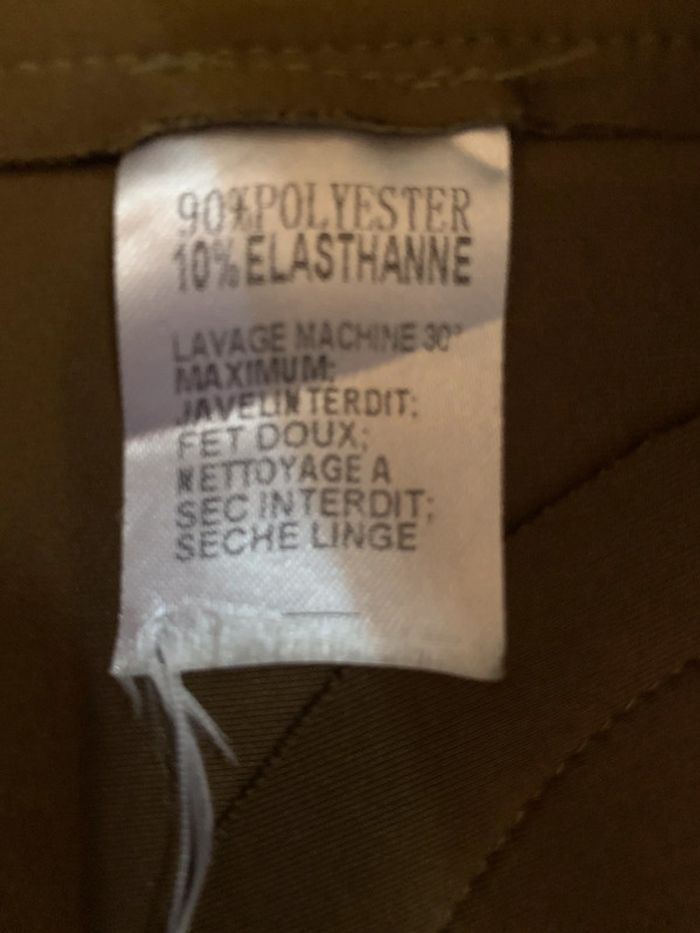 90%POLYESTER
10%ELASTHANNE
LAVAGE MACHINE 30°
MAXIMUM;
JAVELINTERDIT;
FET DOUX;
NETTOYAGE A
SEC INTERDIT;
SECHE LINGE